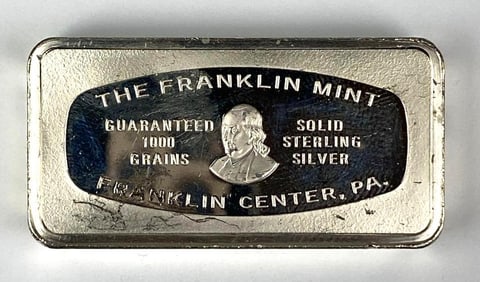 THE FRANKLIN MINT
GUARANTEED
1000
GRAINS
SOLID
STERLING
SILVER
FRANKLIN CENTER, PA.